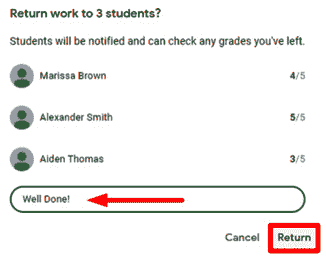 Return work to 3 students?
Students will be notified and can check any grades you've left.
Marissa Brown 4/5
Alexander Smith 5/5
Aiden Thomas 3/5
Well Done!
Cancel Return